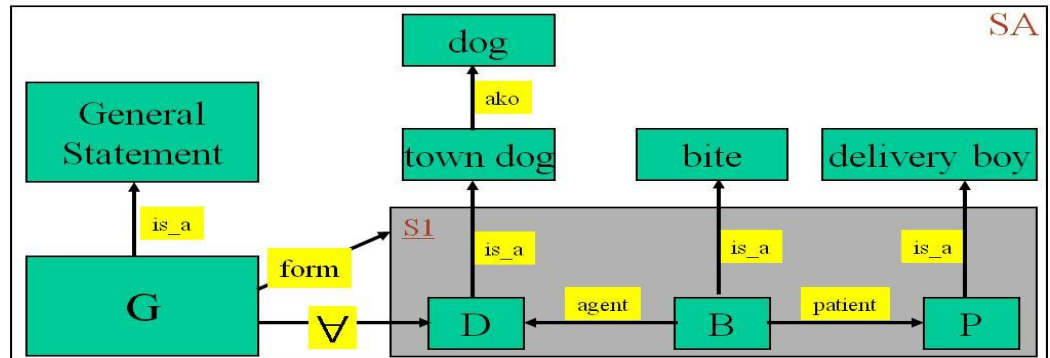 SA
dog
ako
General
Statement
town dog
bite
delivery boy
is_a
S1
is_a
is_a
is_a
form
G
∀
D
agent
B
patient
P